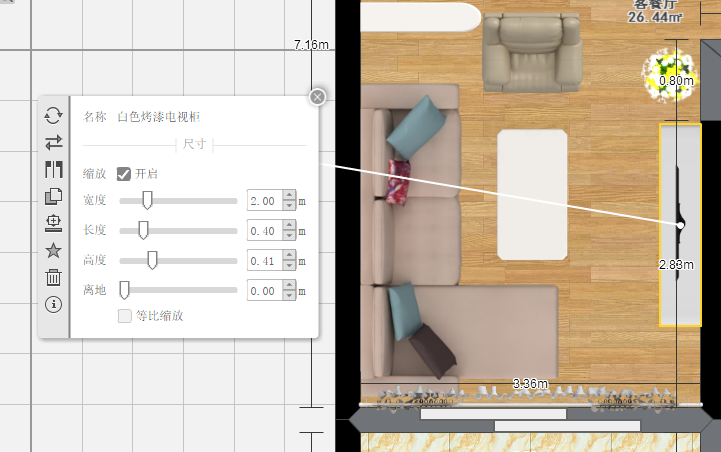 客餐厅
26.44㎡
7.16m
0.80m
名称 白色烤漆电视柜
尺寸
缩放 开启
宽度 2.00 m
长度 0.40 m
高度 0.41 m
离地 0.00 m
等比缩放
2.83m
3.36m